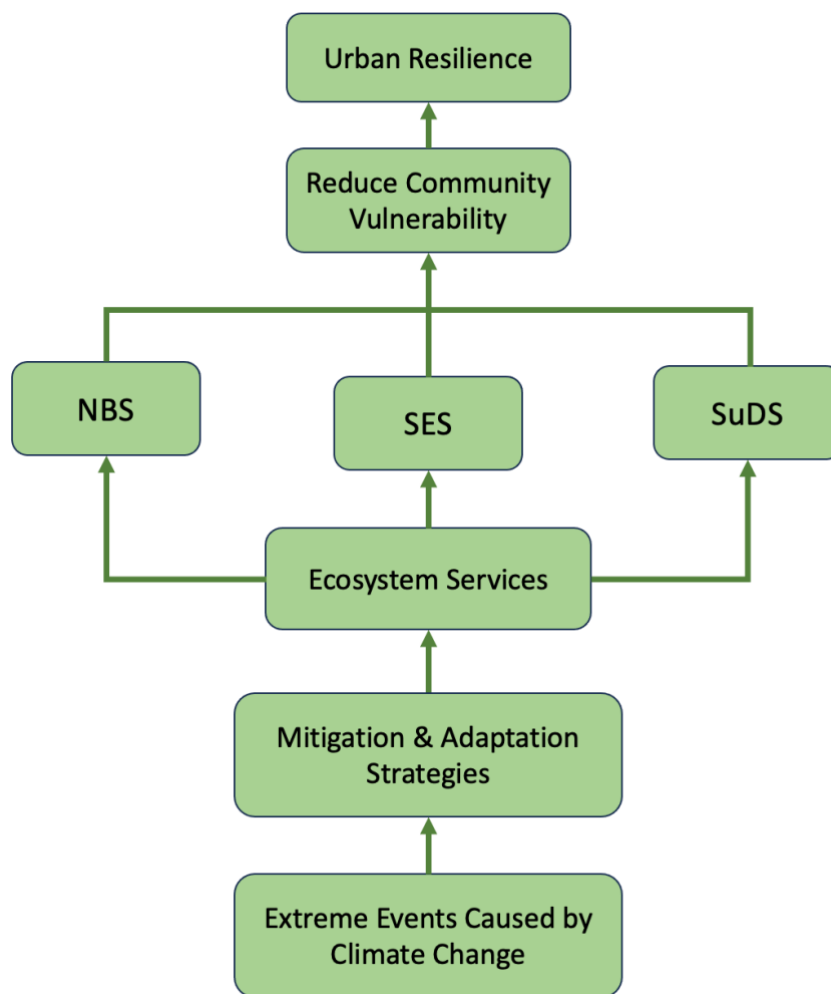 Urban Resilience
Reduce Community
Vulnerability
NBS
SES
SuDS
Ecosystem Services
Mitigation & Adaptation
Strategies
Extreme Events Caused by
Climate Change